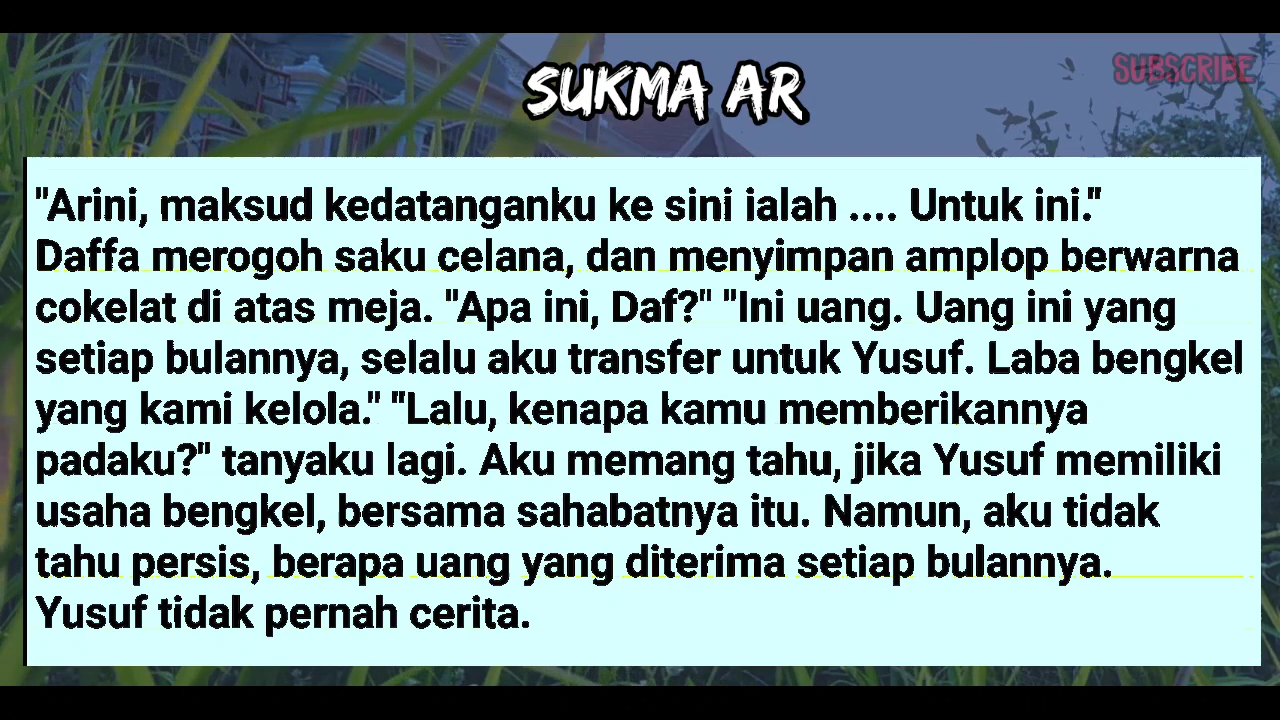 SUKMA AR
SUBSCRIBE
"Arini, maksud kedatanganku ke sini ialah .... Untuk ini."
Daffa merogoh saku celana, dan menyimpan amplop berwarna
cokelat di atas meja. "Apa ini, Daf?" "Ini uang. Uang ini yang
setiap bulannya, selalu aku transfer untuk Yusuf. Laba bengkel
yang kami kelola." "Lalu, kenapa kamu memberikannya
padaku?" tanyaku lagi. Aku memang tahu, jika Yusuf memiliki
usaha bengkel, bersama sahabatnya itu. Namun, aku tidak
tahu persis, berapa uang yang diterima setiap bulannya.
Yusuf tidak pernah cerita.